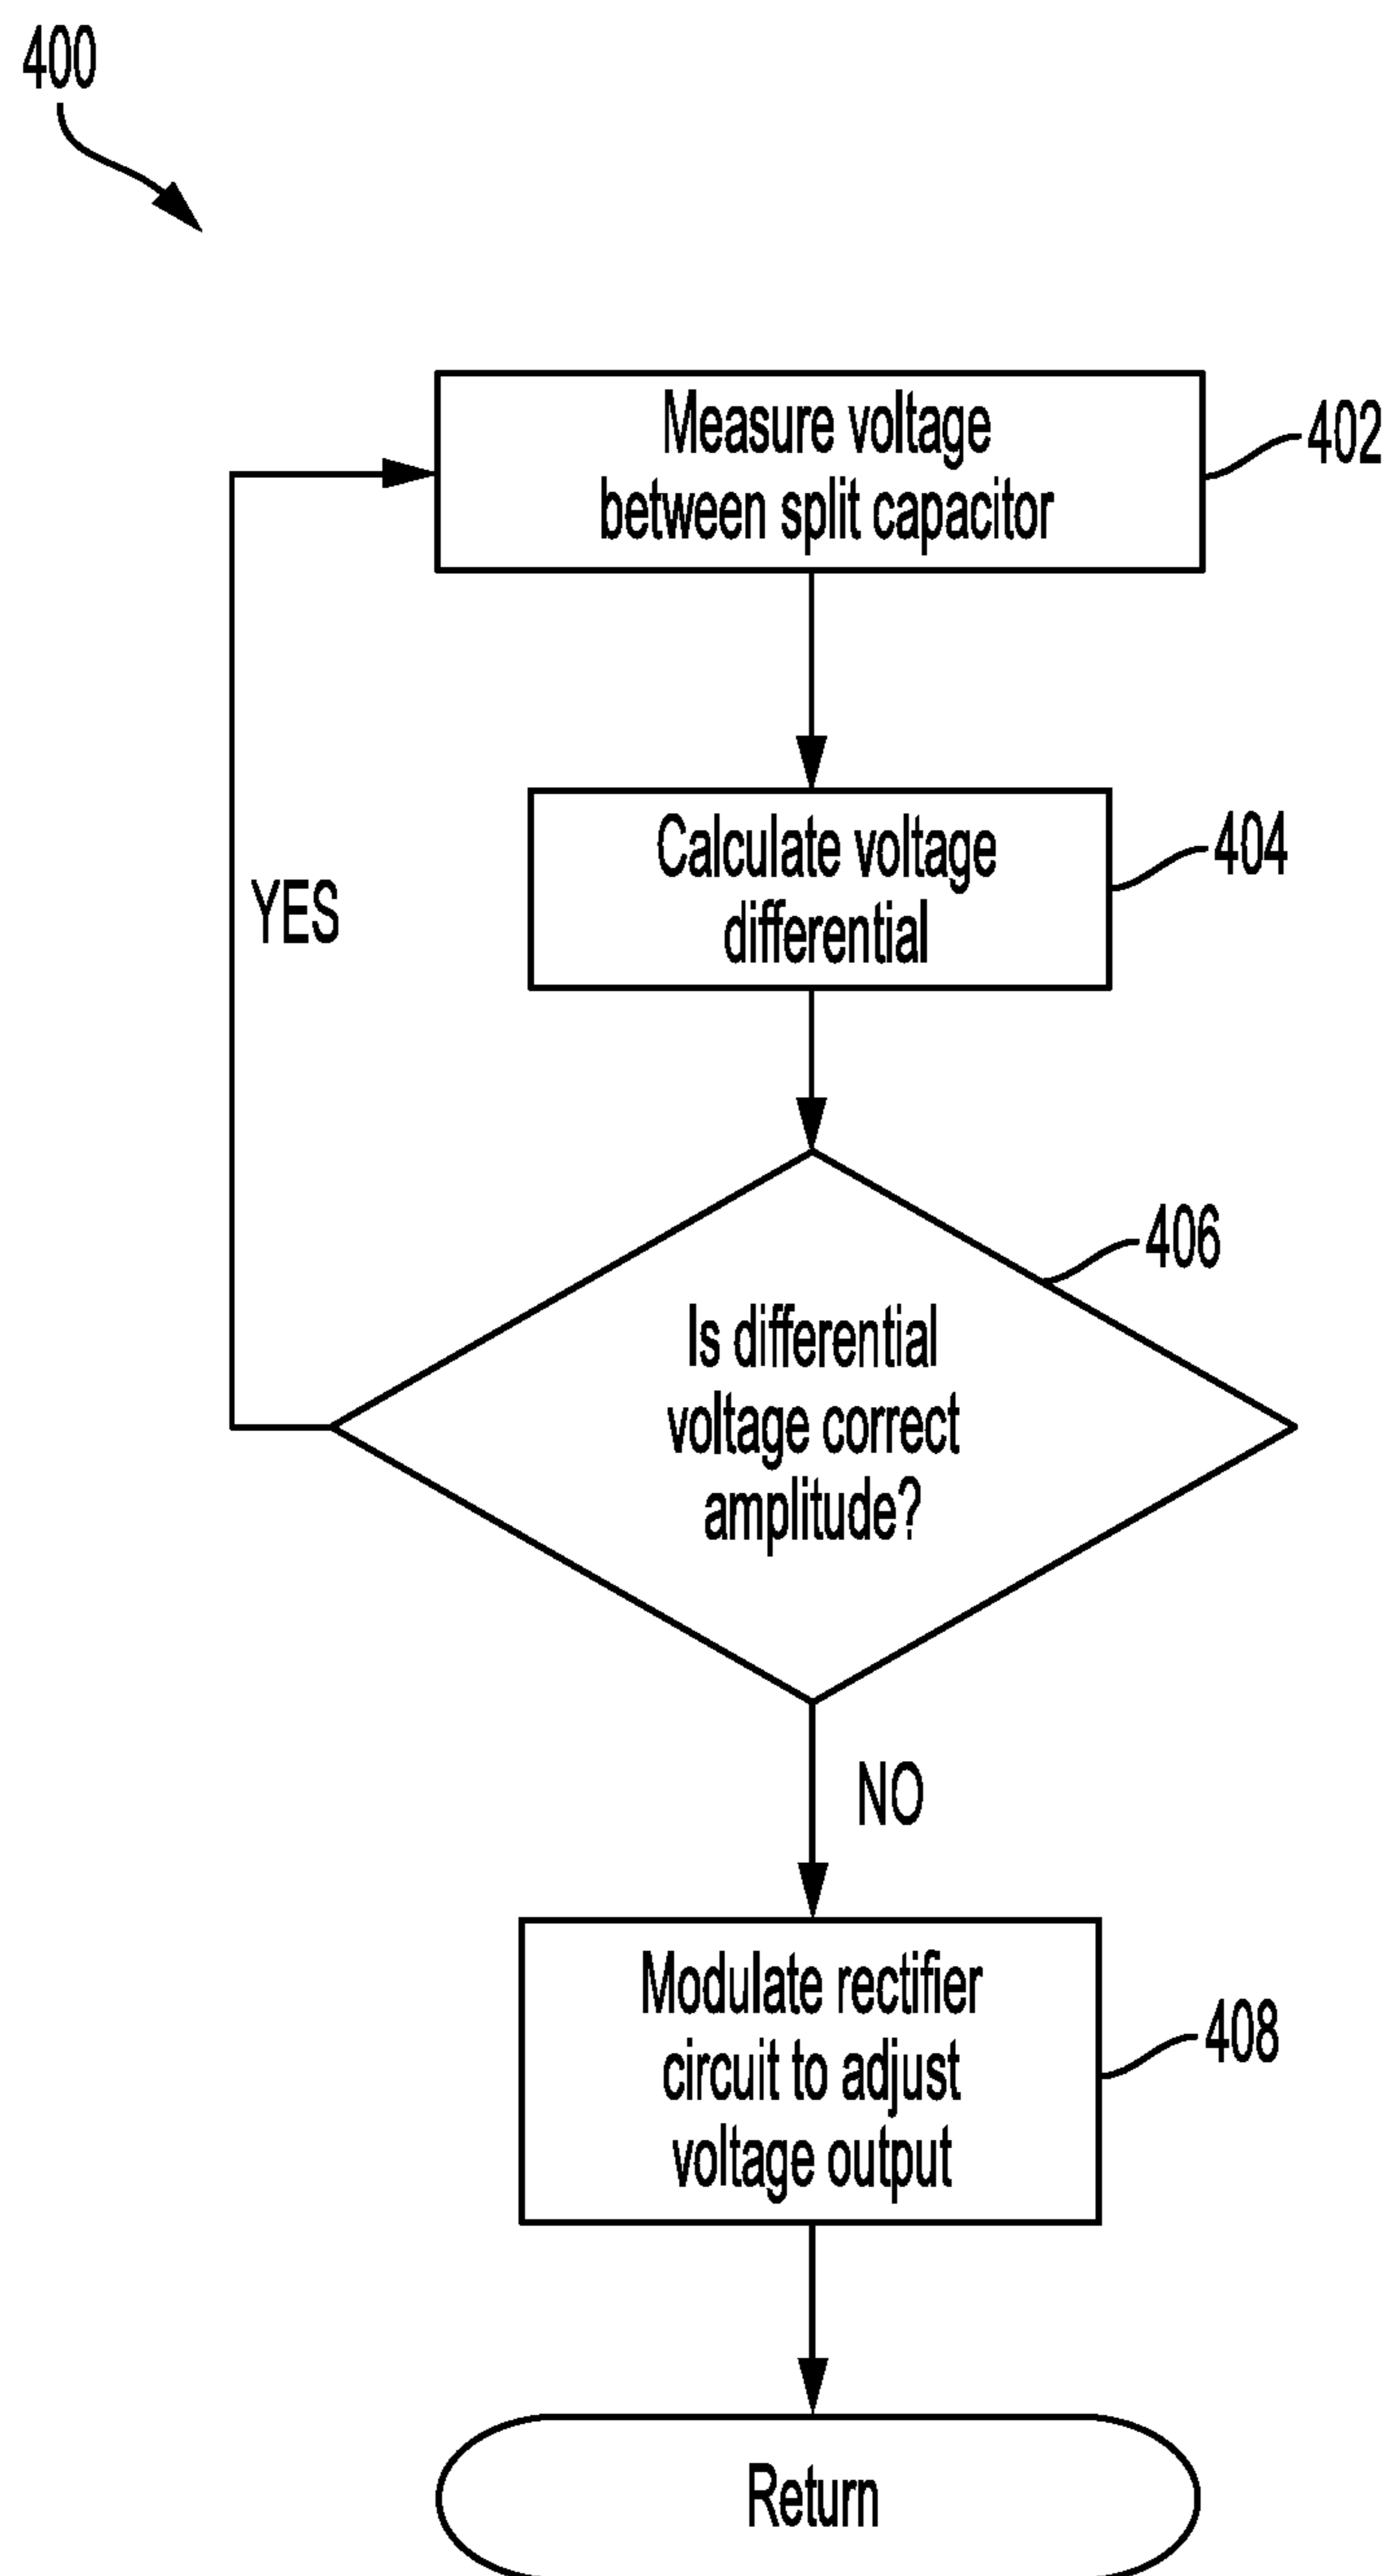 400
Measure voltage
between split capacitor
402
Calculate voltage
differential
404
YES
406
Is differential
voltage correct
amplitude?
NO
Modulate rectifier
circuit to adjust
voltage output
408
Return